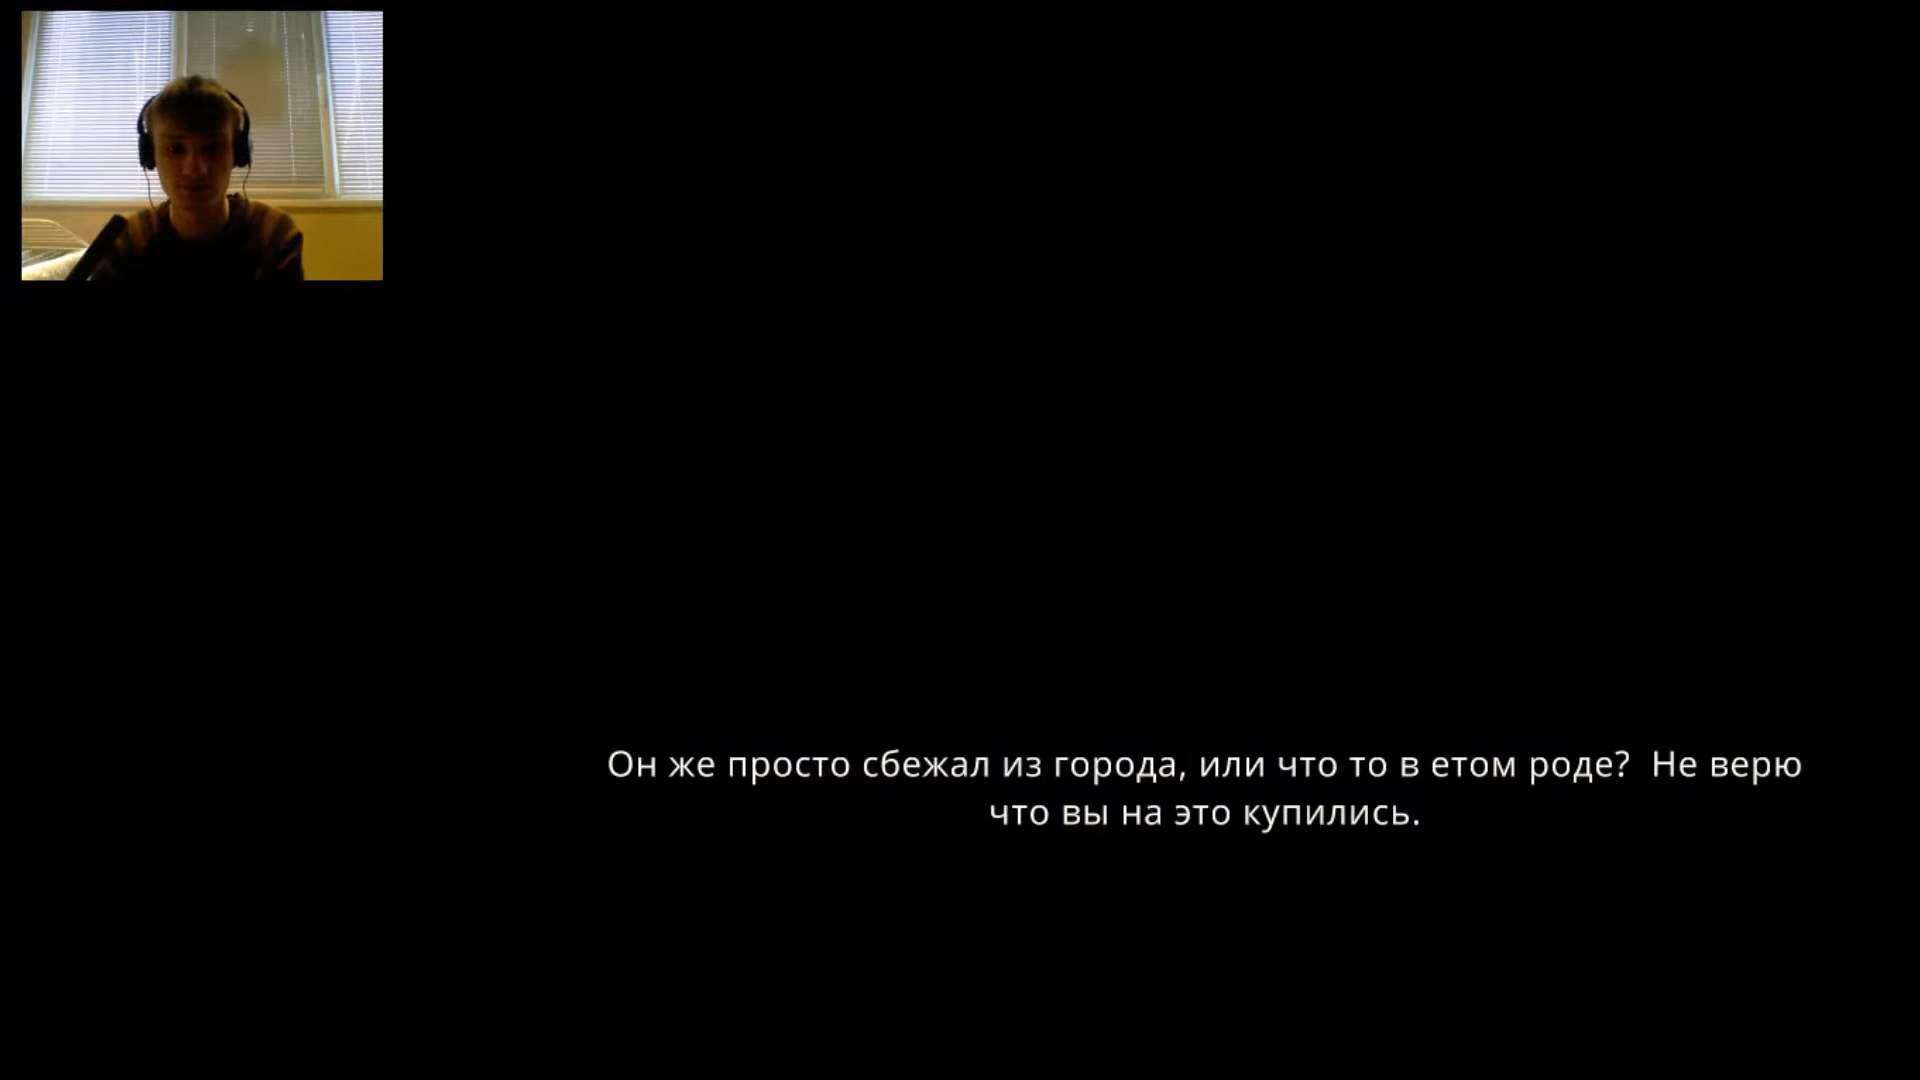 Он же просто сбежал из города, или что то в етом роде?  Не верю
что вы на это купились.